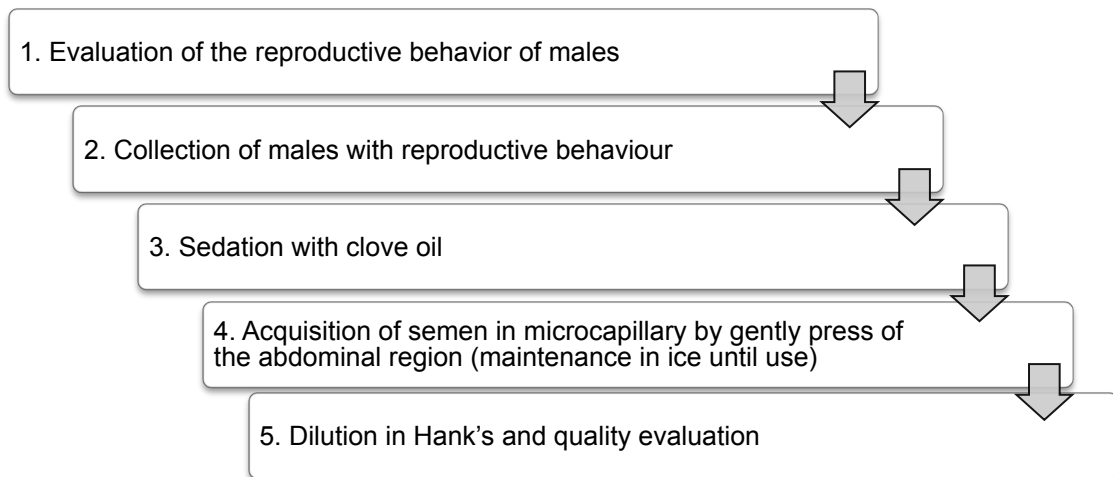 1. Evaluation of the reproductive behavior of males
2. Collection of males with reproductive behaviour
3. Sedation with clove oil
4. Acquisition of semen in microcapillary by gently press of
the abdominal region (maintenance in ice until use)
5. Dilution in Hank’s and quality evaluation